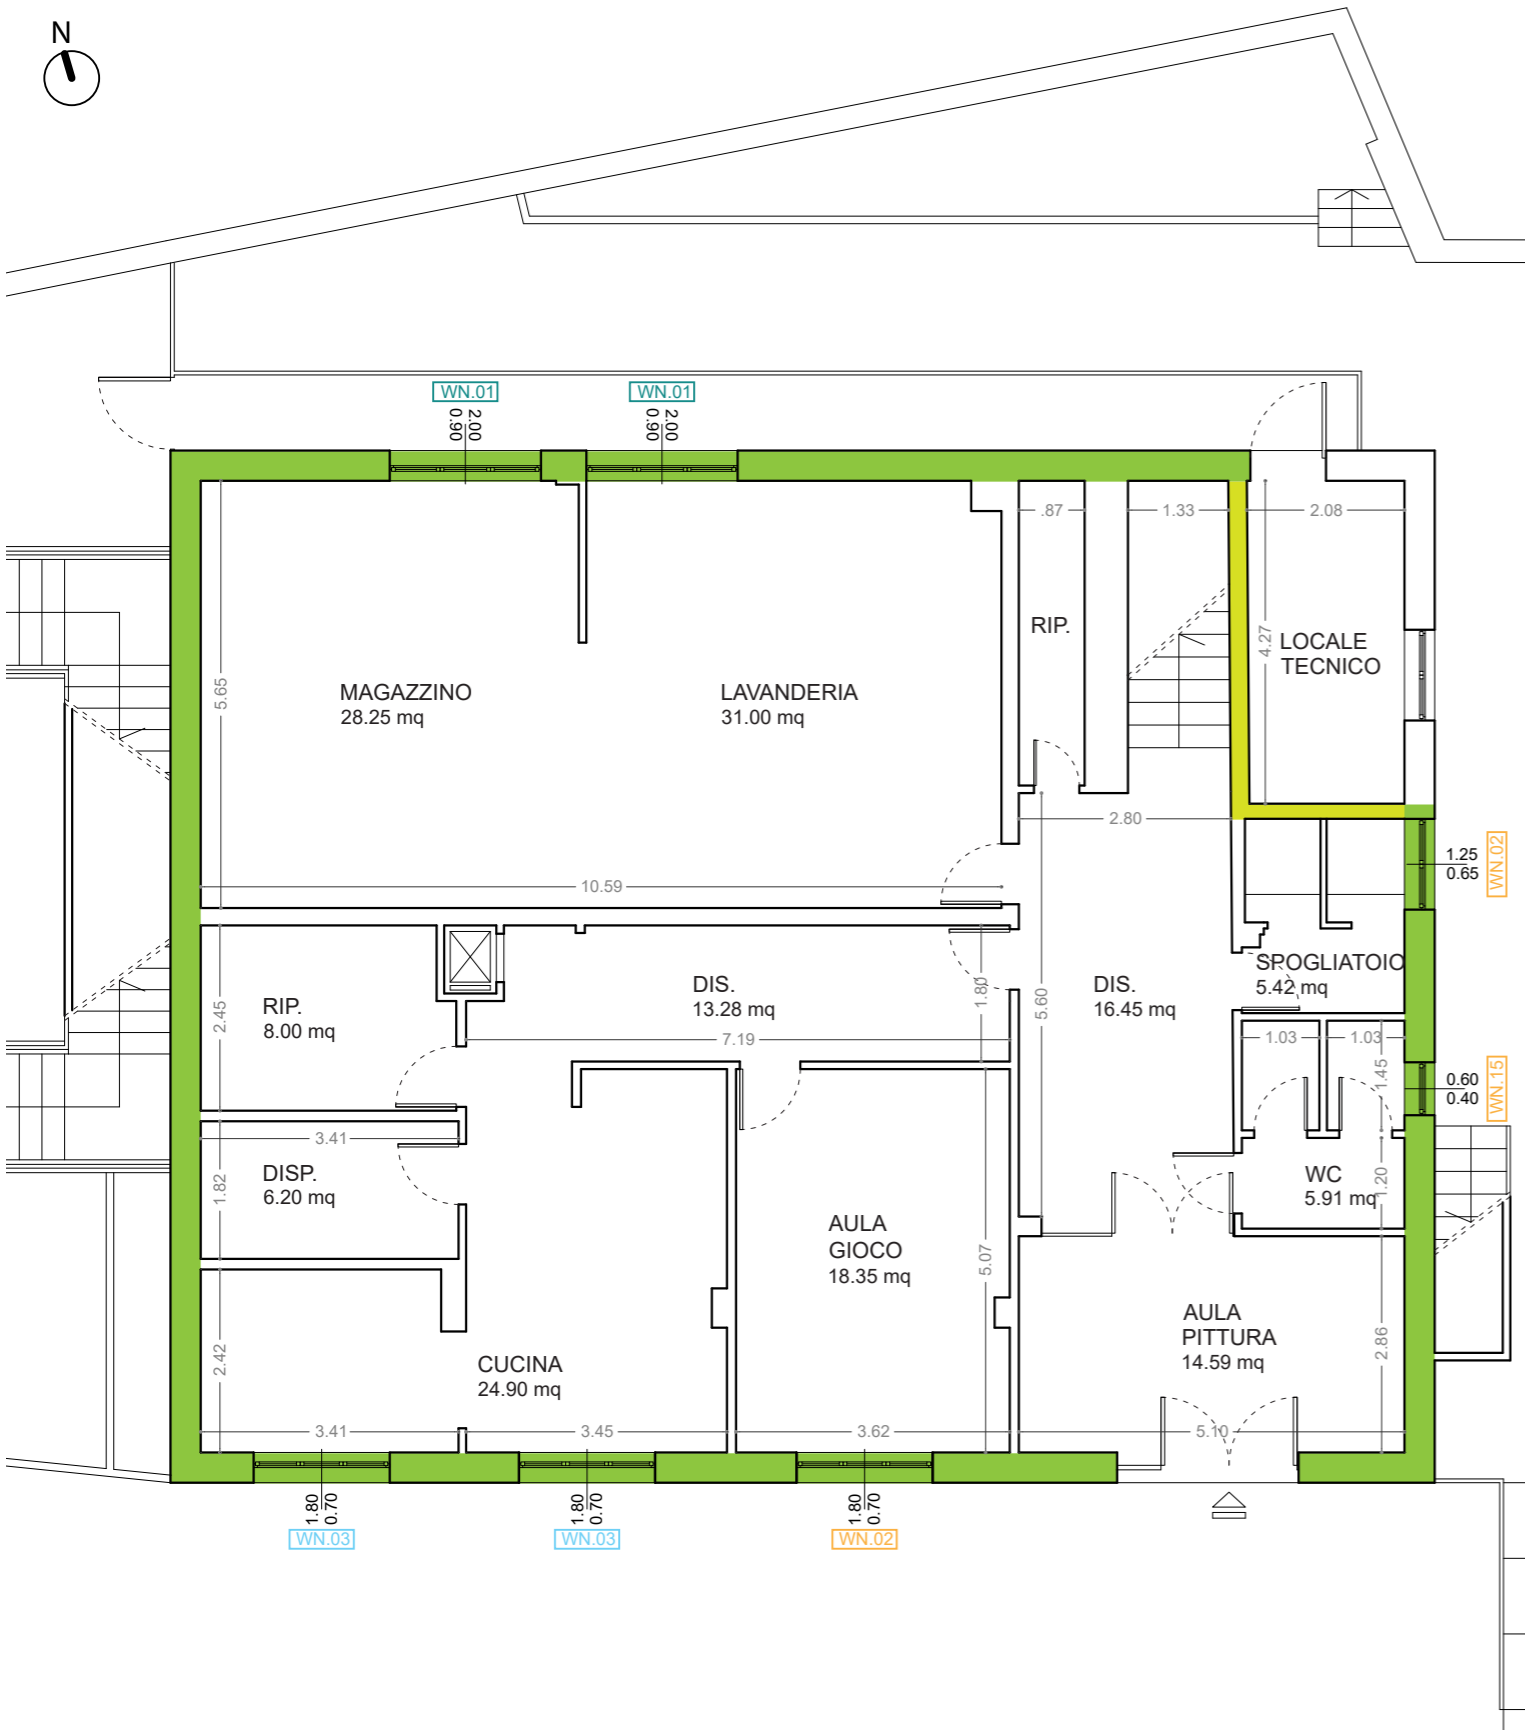 N
WN.01
WN.01
2.00
0.90
2.00
0.90
.87
1.33
2.08
RIP.
4.27
LOCALE
TECNICO
5.65
MAGAZZINO
28.25 mq
LAVANDERIA
31.00 mq
2.80
1.25
0.65
WN.02
10.59
SPOGLIATOIO
5.42 mq
RIP.
8.00 mq
2.45
DIS.
13.28 mq
1.80
7.19
5.60
DIS.
16.45 mq
1.03
1.03
1.45
0.60
0.40
WN.15
3.41
DISP.
6.20 mq
1.82
WC
5.91 mq
1.20
AULA
GIOCO
18.35 mq
5.07
AULA
PITTURA
14.59 mq
2.86
2.42
CUCINA
24.90 mq
3.41
3.45
3.62
5.10
1.80
0.70
1.80
0.70
1.80
0.70
WN.03
WN.03
WN.02